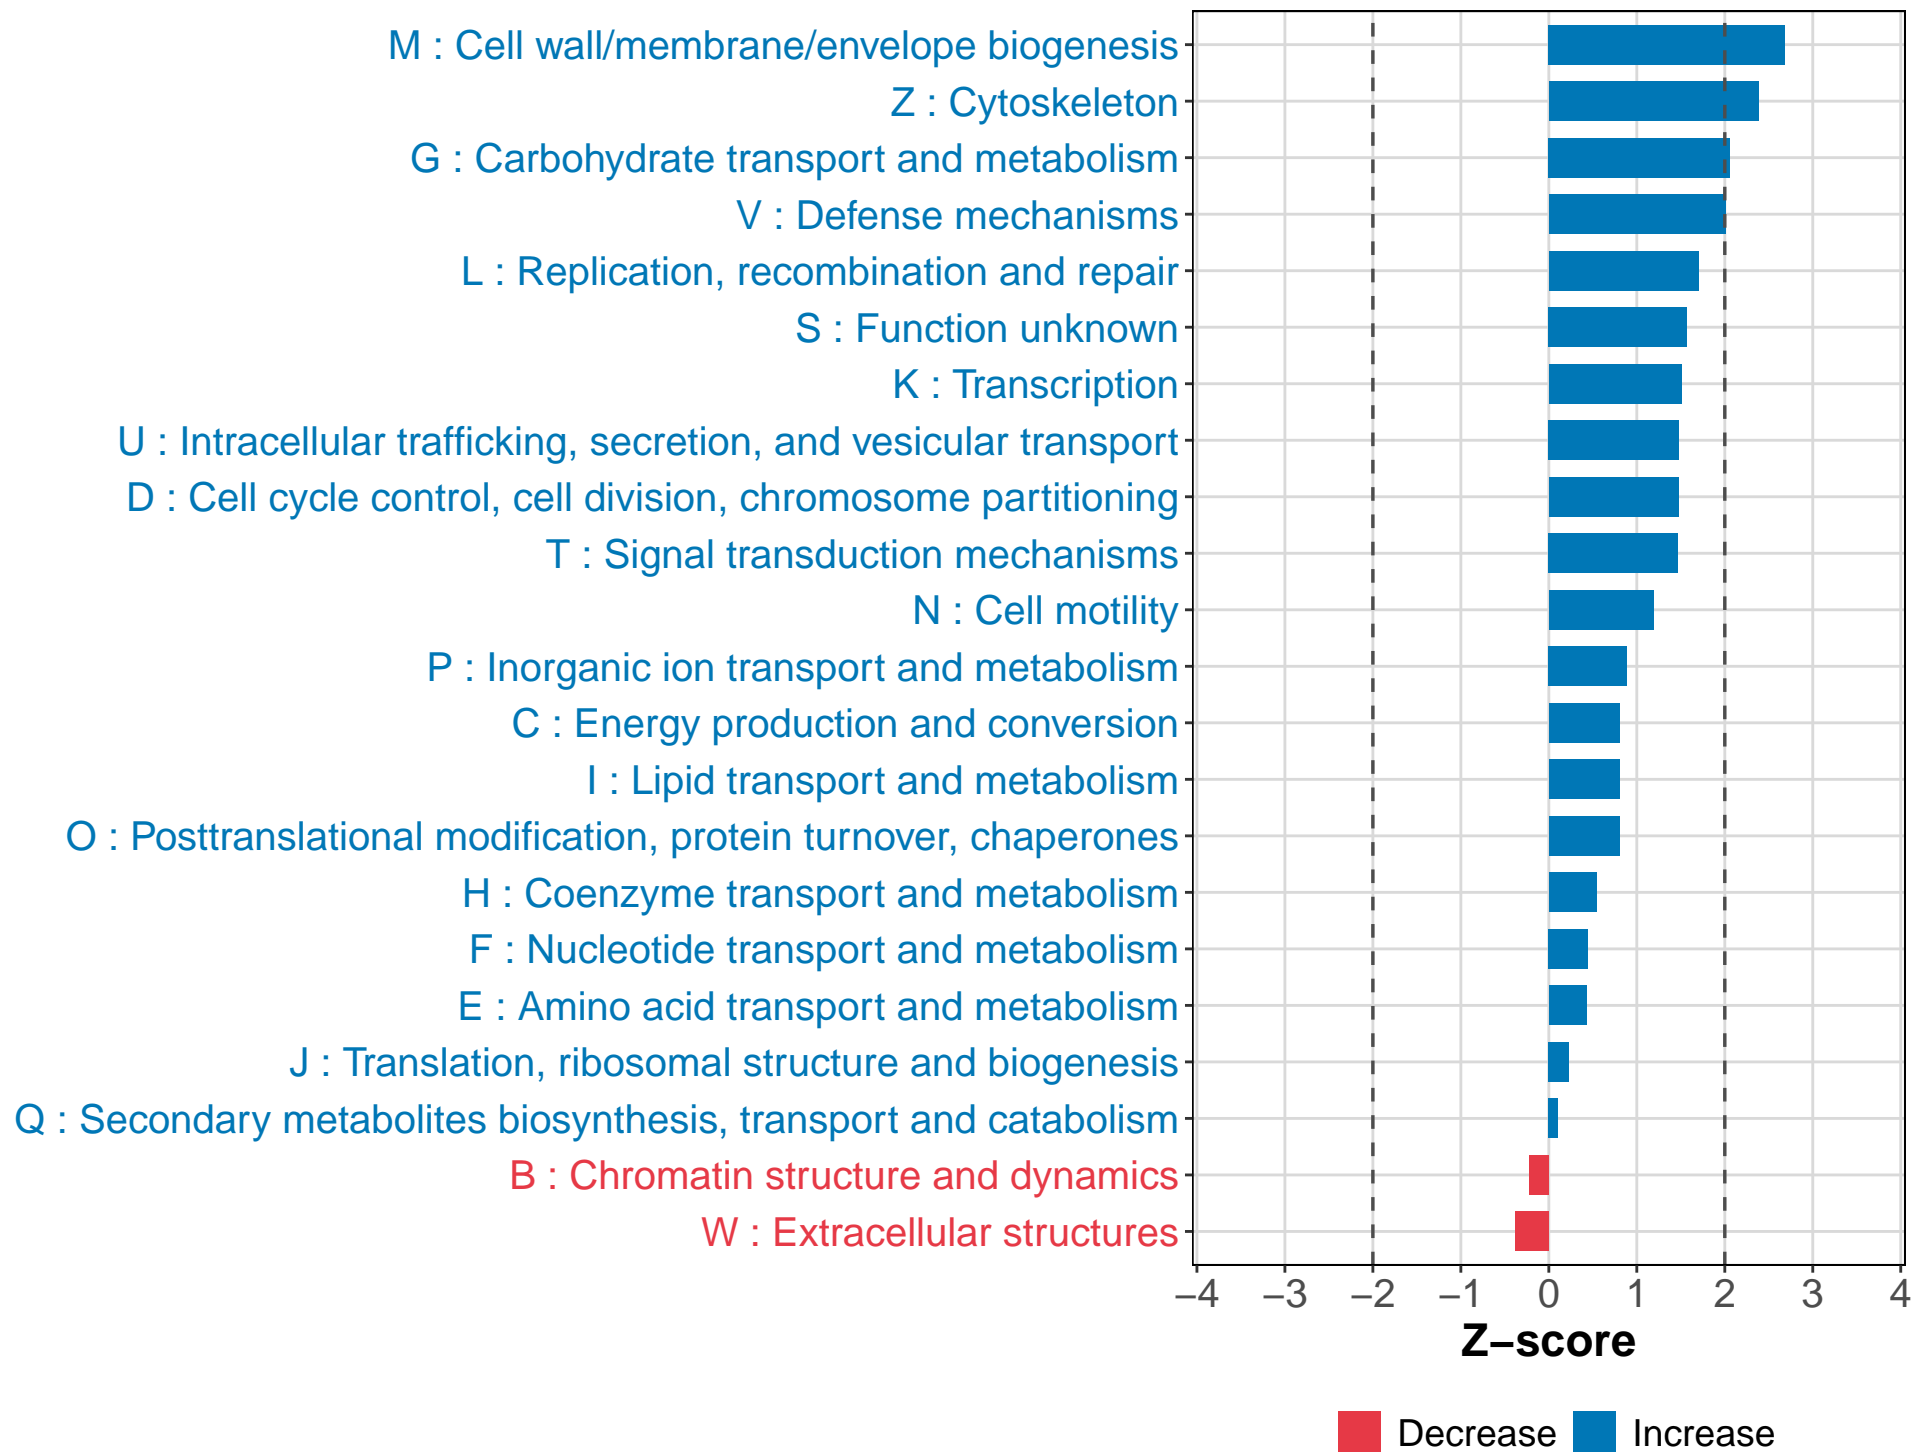 M : Cell wall/membrane/envelope biogenesis
Z : Cytoskeleton
G : Carbohydrate transport and metabolism
V : Defense mechanisms
L : Replication, recombination and repair
S : Function unknown
K : Transcription
U : Intracellular trafficking, secretion, and vesicular transport
D : Cell cycle control, cell division, chromosome partitioning
T : Signal transduction mechanisms
N : Cell motility
P : Inorganic ion transport and metabolism
C : Energy production and conversion
I : Lipid transport and metabolism
O : Posttranslational modification, protein turnover, chaperones
H : Coenzyme transport and metabolism
F : Nucleotide transport and metabolism
E : Amino acid transport and metabolism
J : Translation, ribosomal structure and biogenesis
Q : Secondary metabolites biosynthesis, transport and catabolism
B : Chromatin structure and dynamics
W : Extracellular structures
−4 −3 −2 −1 0 1 2 3 4
Z−score
Decrease Increase